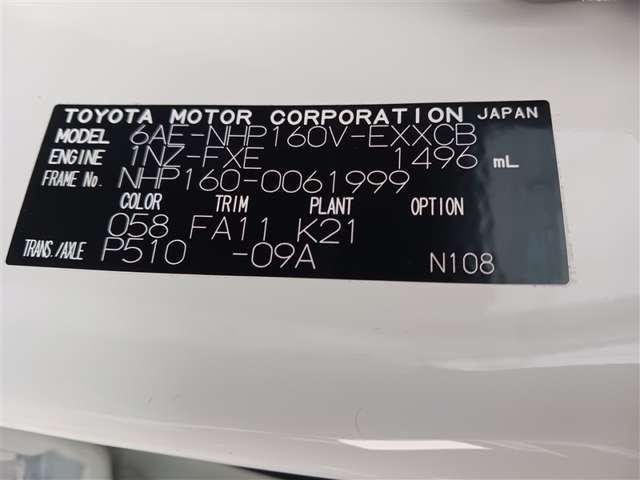 TOYOTA MOTOR CORPORATION JAPAN
MODEL 6AE-NHP160V-EXXCB
ENGINE 1NZ-FXE 1496 mL
FRAME No. NHP160-0061999
COLOR TRIM PLANT OPTION
058 FA11 K21
TRANS./AXLE P510 -09A N108